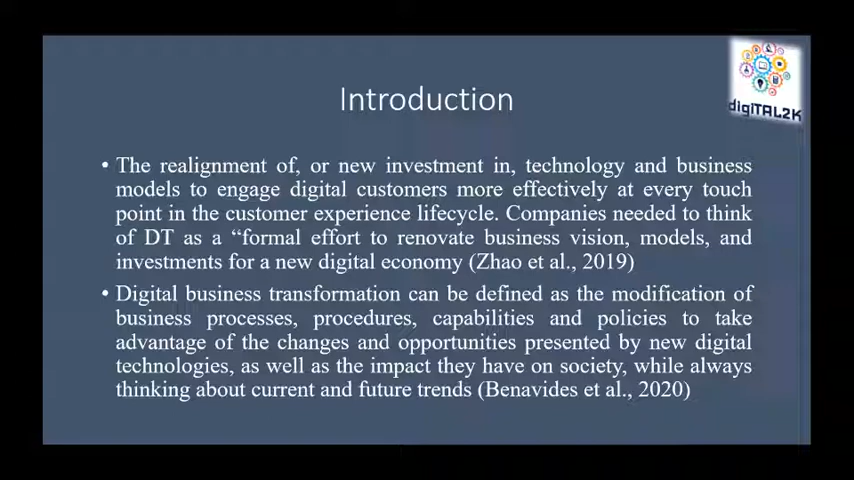 digiTAL2K
Introduction
• The realignment of, or new investment in, technology and business
models to engage digital customers more effectively at every touch
point in the customer experience lifecycle. Companies needed to think
of DT as a “formal effort to renovate business vision, models, and
investments for a new digital economy (Zhao et al., 2019)
• Digital business transformation can be defined as the modification of
business processes, procedures, capabilities and policies to take
advantage of the changes and opportunities presented by new digital
technologies, as well as the impact they have on society, while always
thinking about current and future trends (Benavides et al., 2020)